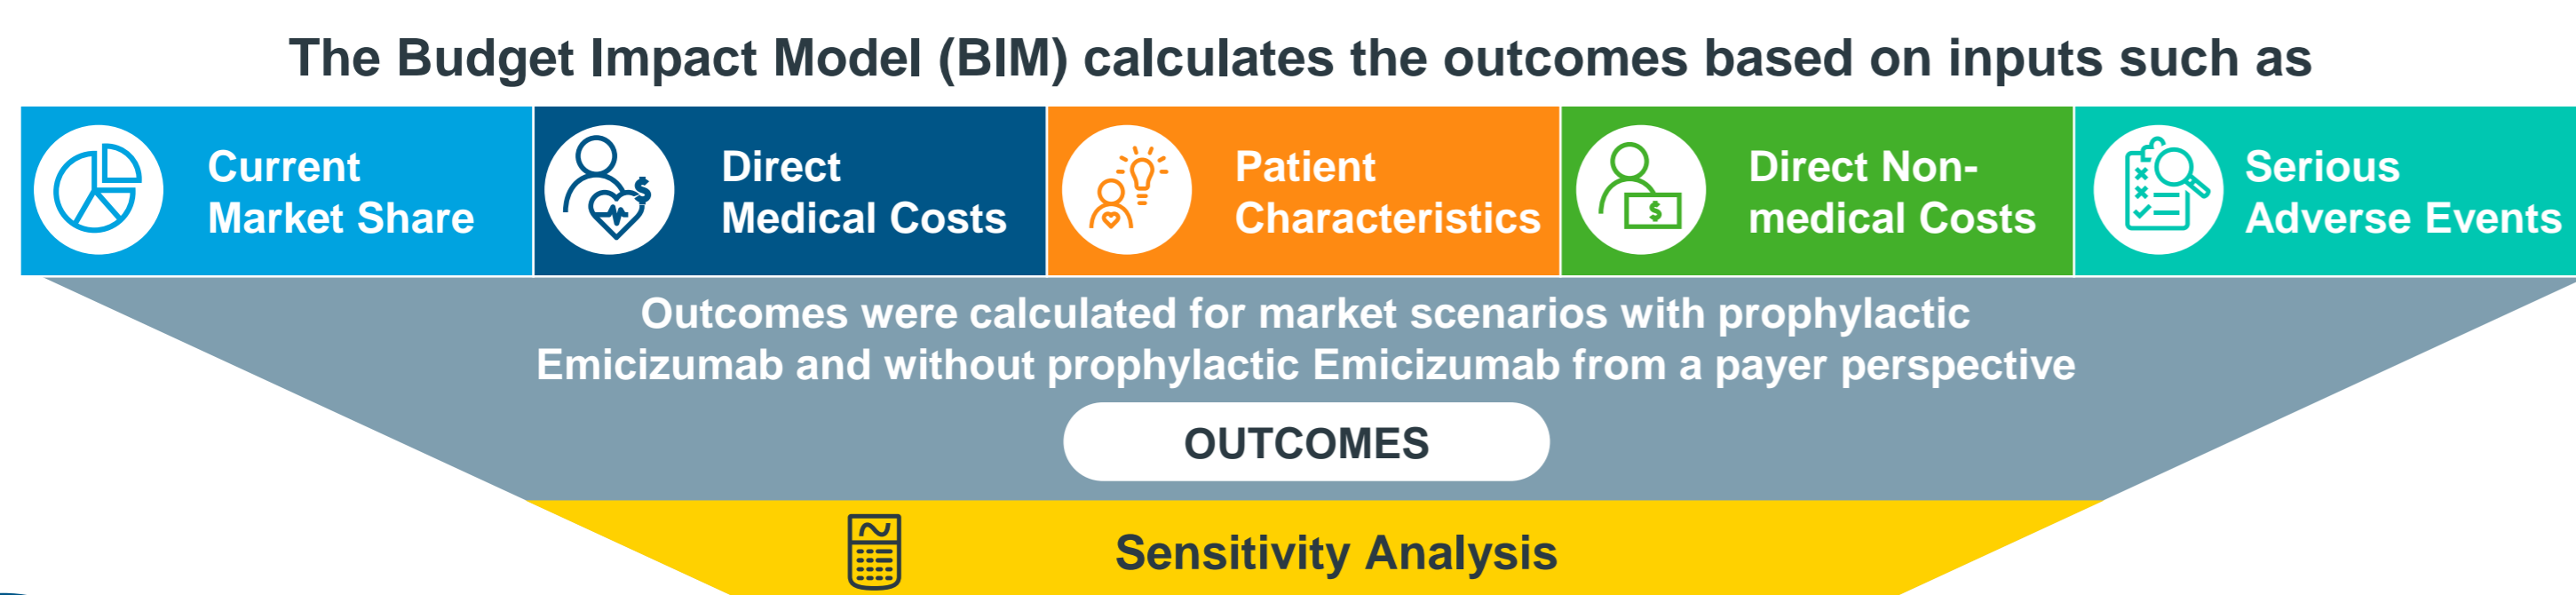 The Budget Impact Model (BIM) calculates the outcomes based on inputs such as
Current
Market Share
Direct
Medical Costs
Patient
Characteristics
Direct Non-
medical Costs
Serious
Adverse Events
Outcomes were calculated for market scenarios with prophylactic
Emicizumab and without prophylactic Emicizumab from a payer perspective
OUTCOMES
Sensitivity Analysis